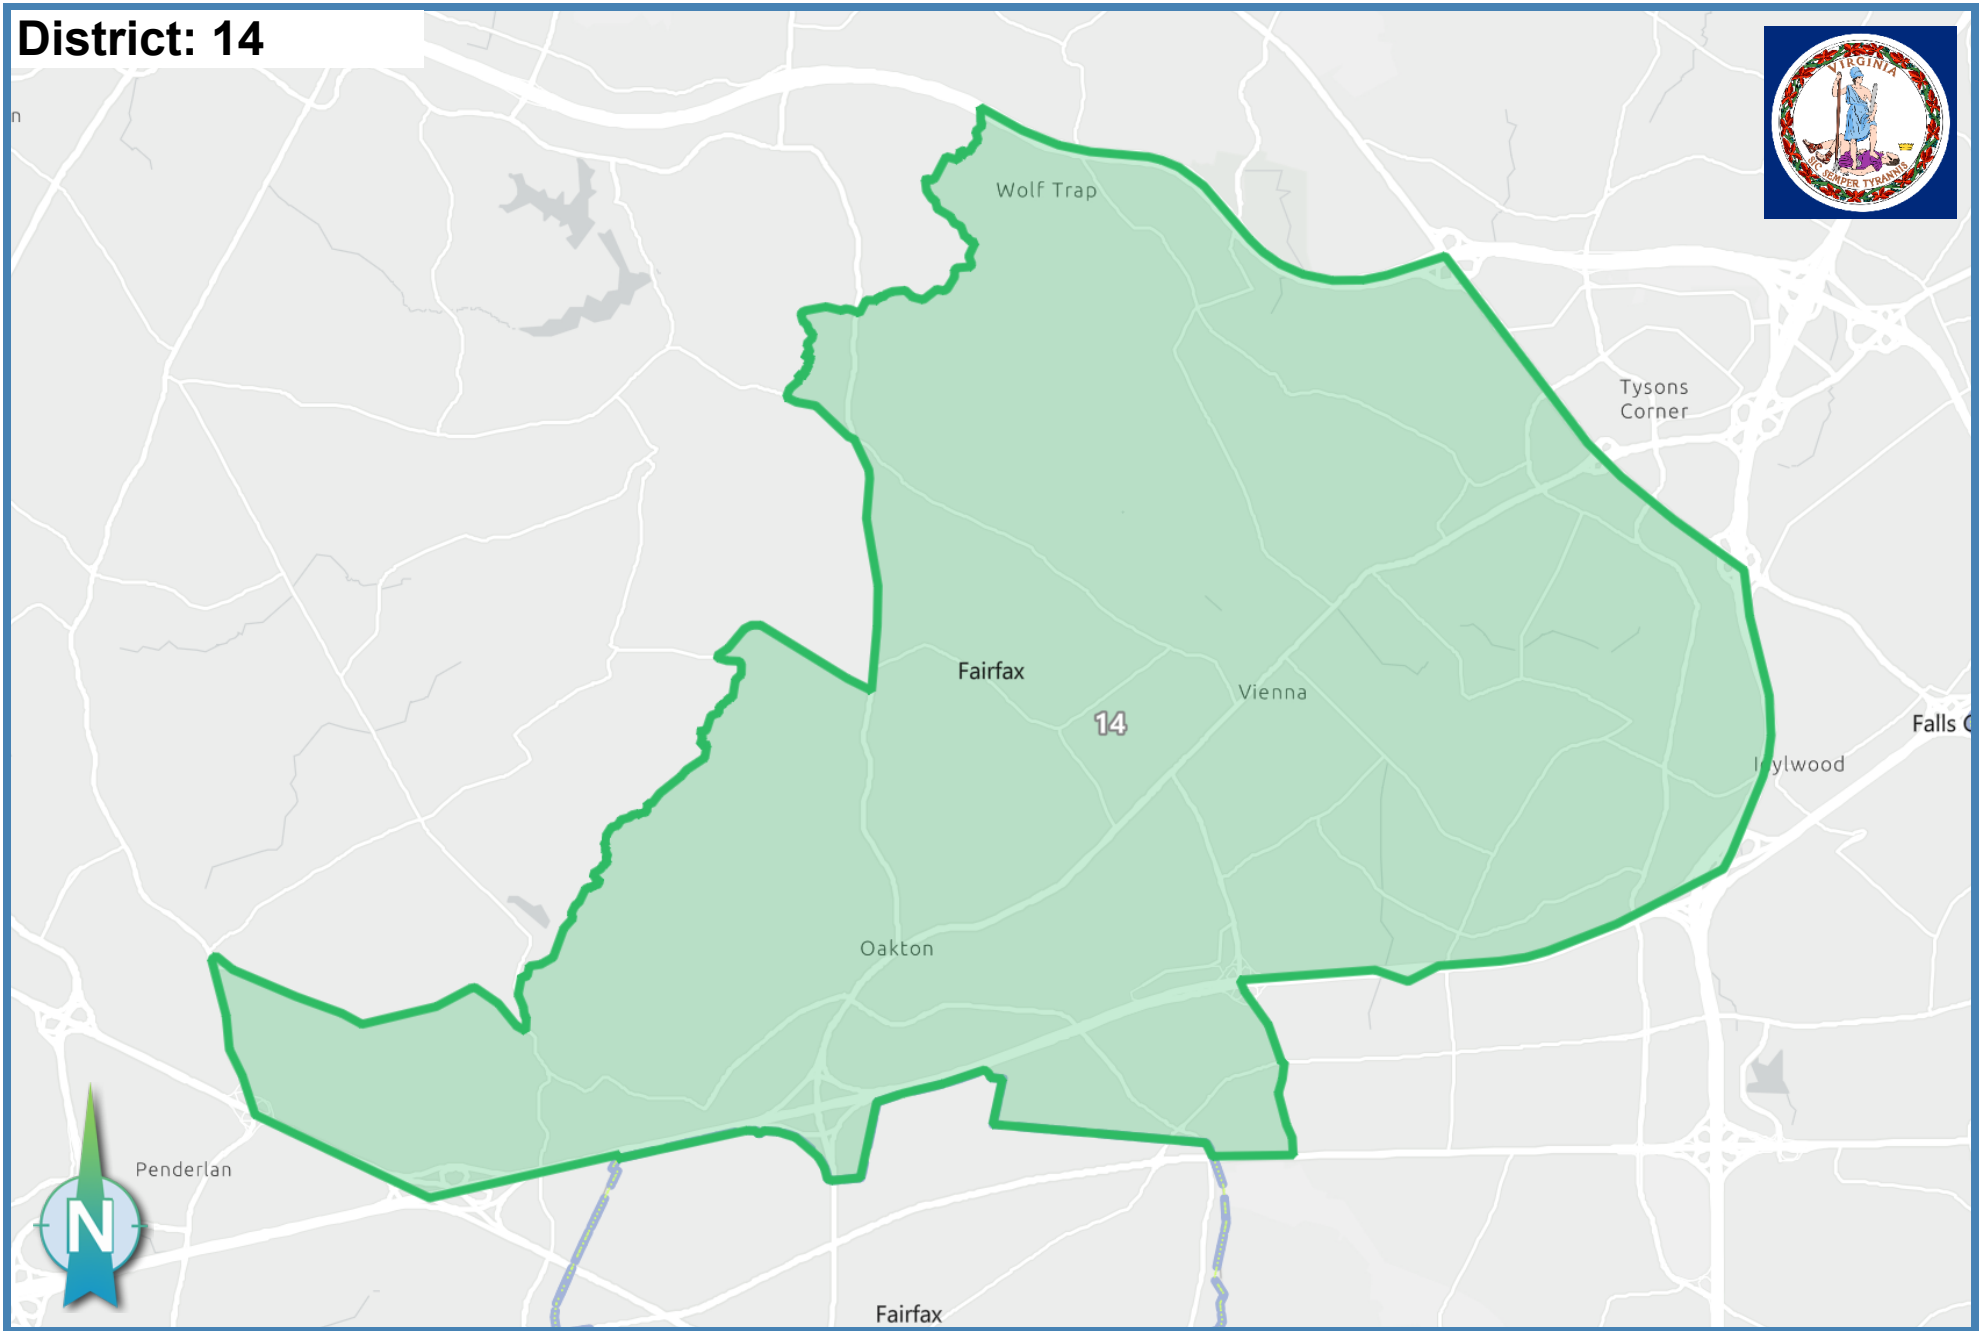 District: 14
n
VIRGINIA
SIC SEMPER TYRANNIS
Wolf Trap
Tysons
Corner
Fairfax
Vienna
14
Falls C
Idylwood
Oakton
Penderlan
N
Fairfax